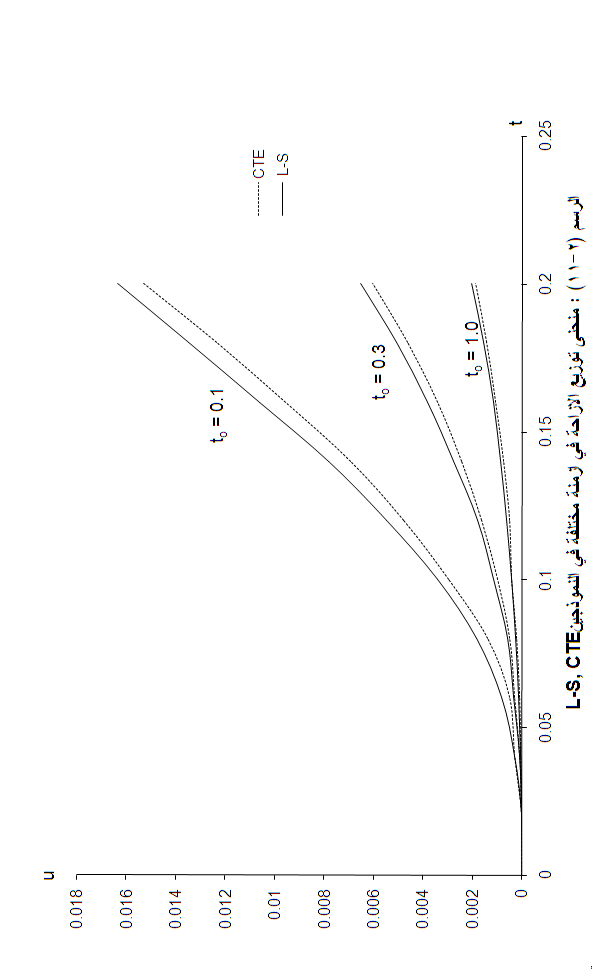 u
0.018
0.016
0.014
0.012
0.01
0.008
0.006
0.004
0.002
0
CTE
L-S
t₀ = 0.1
t₀ = 0.3
t₀ = 1.0
0
0.05
0.1
0.15
0.2
0.25
t
الرسم (٢-١١) : منحنى توزيع الازاحة في ازمنة مختلفة في النموذجين L-S, CTE